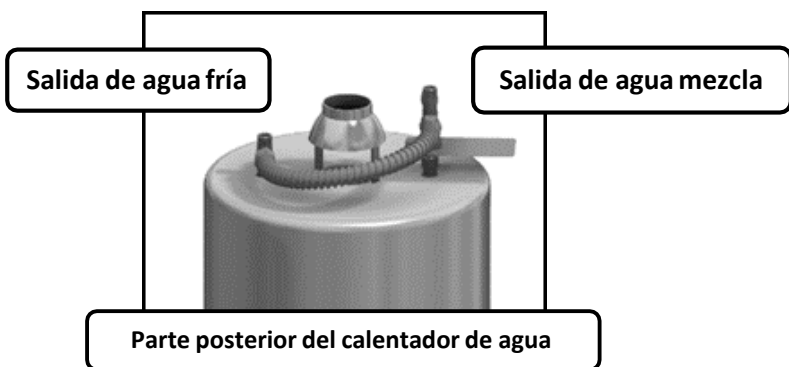 Salida de agua fría
Salida de agua mezcla
Parte posterior del calentador de agua